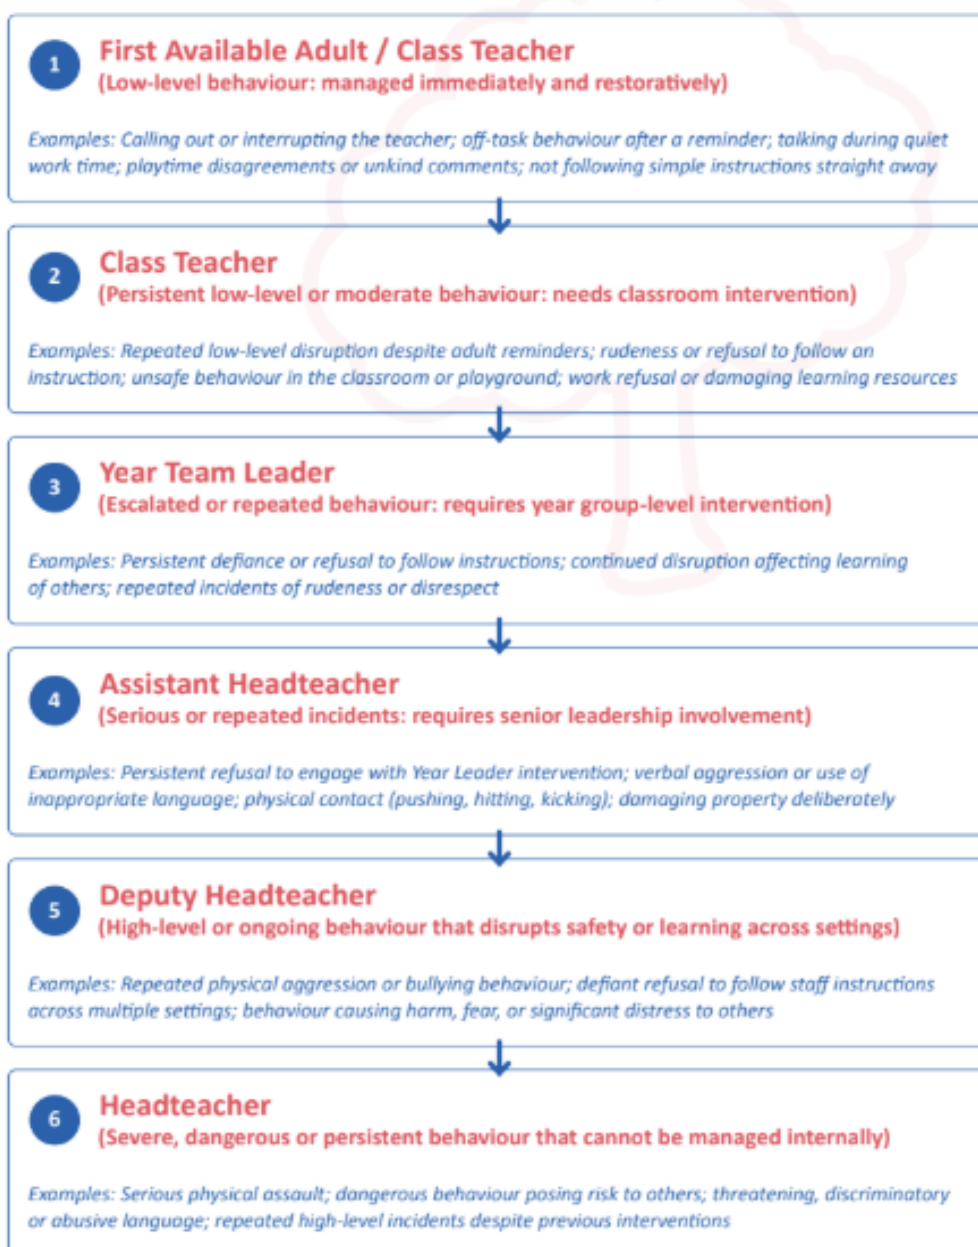 1
First Available Adult / Class Teacher
(Low-level behaviour: managed immediately and restoratively)
Examples: Calling out or interrupting the teacher; off-task behaviour after a reminder; talking during quiet
work time; playtime disagreements or unkind comments; not following simple instructions straight away
2
Class Teacher
(Persistent low-level or moderate behaviour: needs classroom intervention)
Examples: Repeated low-level disruption despite adult reminders; rudeness or refusal to follow an
instruction; unsafe behaviour in the classroom or playground; work refusal or damaging learning resources
3
Year Team Leader
(Escalated or repeated behaviour: requires year group-level intervention)
Examples: Persistent defiance or refusal to follow instructions; continued disruption affecting learning
of others; repeated incidents of rudeness or disrespect
4
Assistant Headteacher
(Serious or repeated incidents: requires senior leadership involvement)
Examples: Persistent refusal to engage with Year Leader intervention; verbal aggression or use of
inappropriate language; physical contact (pushing, hitting, kicking); damaging property deliberately
5
Deputy Headteacher
(High-level or ongoing behaviour that disrupts safety or learning across settings)
Examples: Repeated physical aggression or bullying behaviour; defiant refusal to follow staff instructions
across multiple settings; behaviour causing harm, fear, or significant distress to others
6
Headteacher
(Severe, dangerous or persistent behaviour that cannot be managed internally)
Examples: Serious physical assault; dangerous behaviour posing risk to others; threatening, discriminatory
or abusive language; repeated high-level incidents despite previous interventions